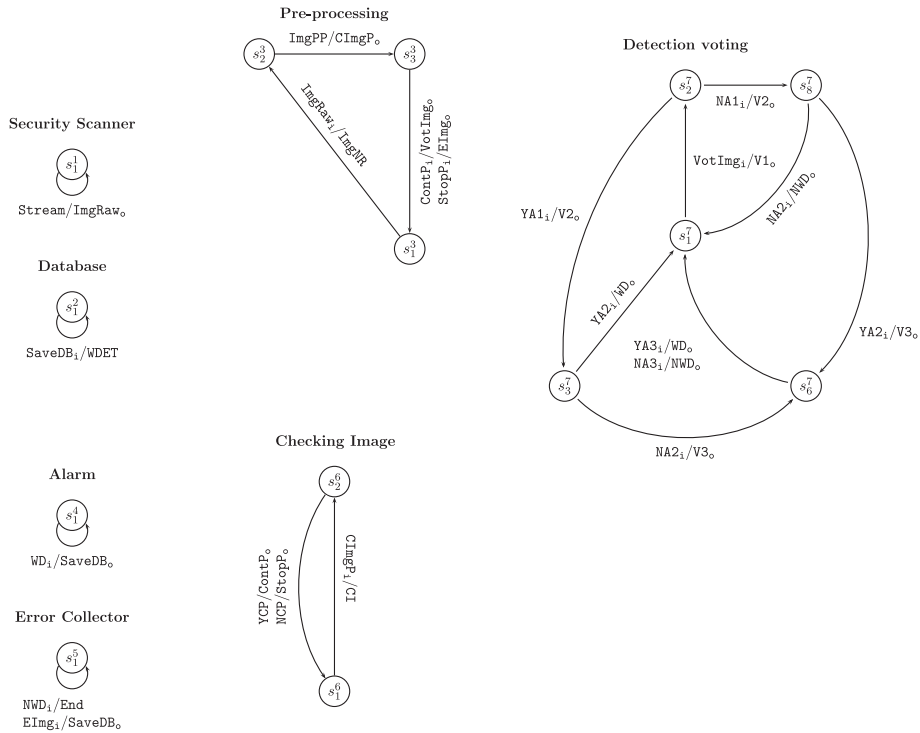 Pre-processing
ImgPP/CImgPₒ
s₂³
s₃³
ImgRawᵢ/ImgNR
ContPᵢ/VotImgₒ
StopPᵢ/EImgₒ
s₁³
Security Scanner
s₁¹
Stream/ImgRawₒ
Database
s₁²
SaveDBᵢ/WDET
Detection voting
s₂⁷
s₈⁷
NA1ᵢ/V2ₒ
VotImgᵢ/V1ₒ
NA2ᵢ/NWDₒ
YA1ᵢ/V2ₒ
s₁⁷
YA2ᵢ/WDₒ
YA2ᵢ/V3ₒ
YA3ᵢ/WDₒ
NA3ᵢ/NWDₒ
s₃⁷
s₆⁷
NA2ᵢ/V3ₒ
Checking Image
s₂⁶
YCP/ContPₒ
NCP/StopPₒ
CImgPᵢ/CI
s₁⁶
Alarm
s₁⁴
WDᵢ/SaveDBₒ
Error Collector
s₁⁵
NWDᵢ/End
EImgᵢ/SaveDBₒ